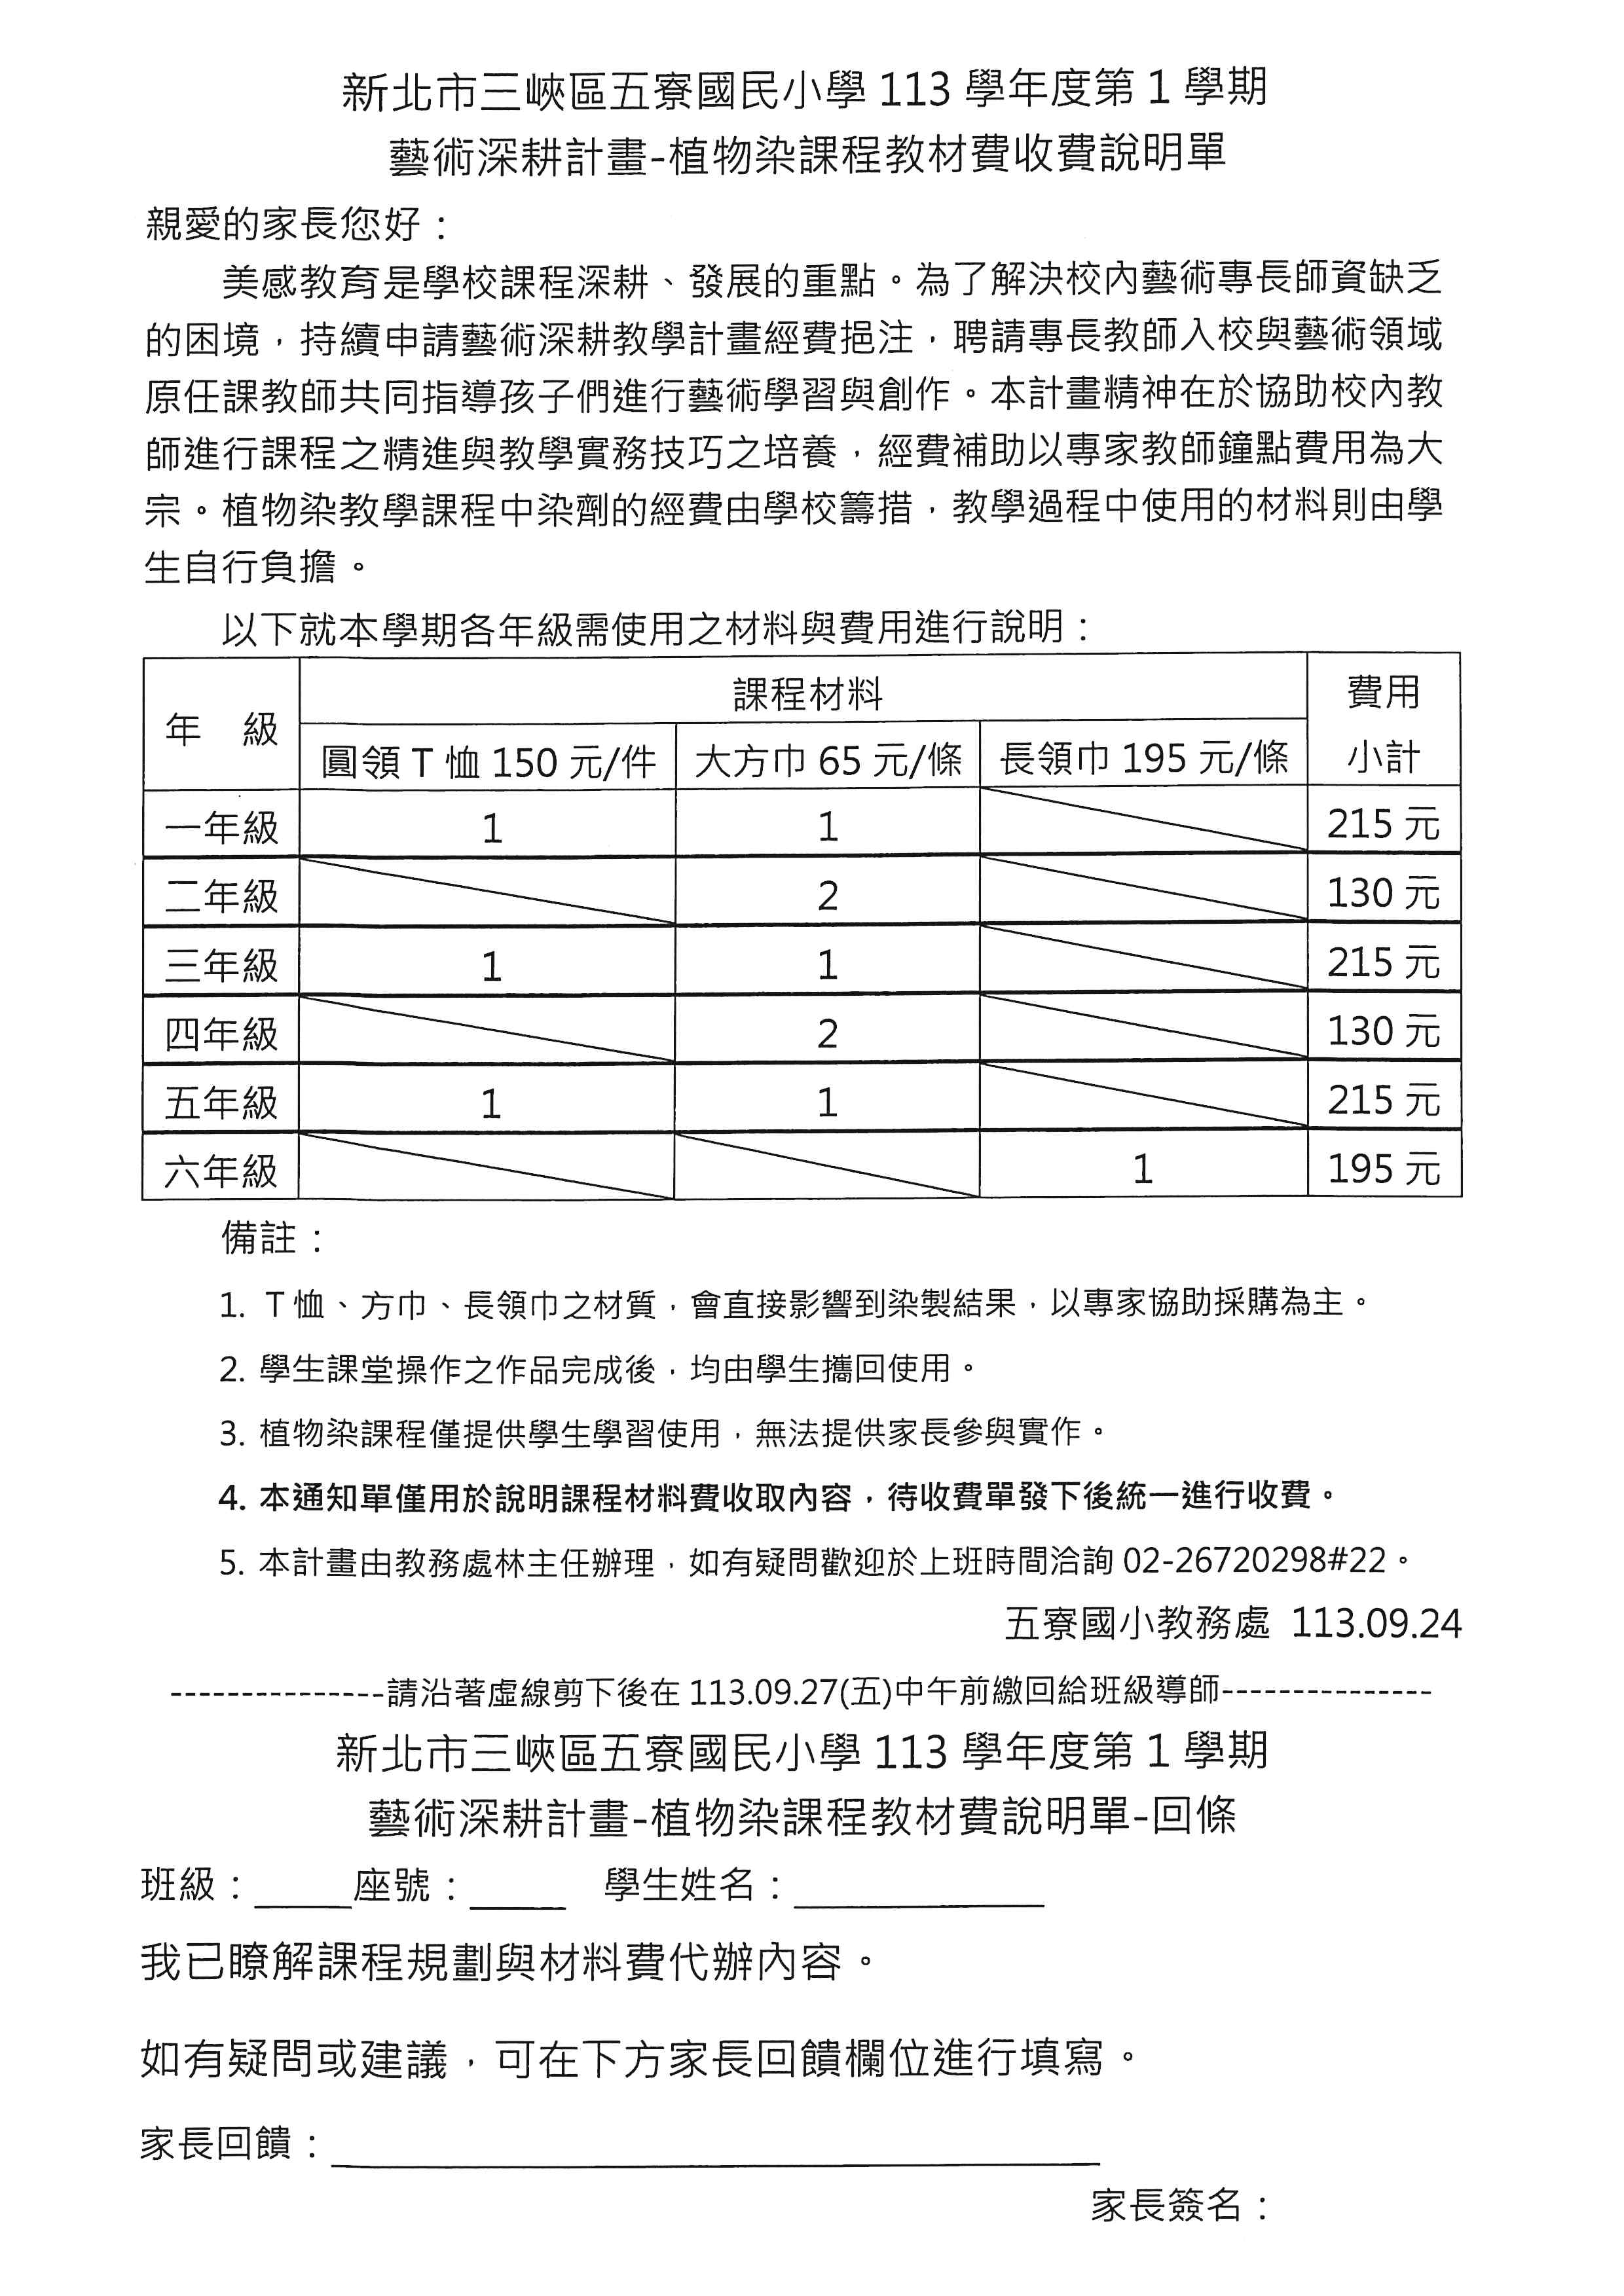 新北市三峽區五寮國民小學 113 學年度第 1 學期
藝術深耕計畫-植物染課程教材費收費說明單
親愛的家長您好：
美感教育是學校課程深耕、發展的重點。為了解決校內藝術專長師資缺乏
的困境，持續申請藝術深耕教學計畫經費挹注，聘請專長教師入校與藝術領域
原任課教師共同指導孩子們進行藝術學習與創作。本計畫精神在於協助校內教
師進行課程之精進與教學實務技巧之培養，經費補助以專家教師鐘點費用為大
宗。植物染教學課程中染劑的經費由學校籌措，教學過程中使用的材料則由學
生自行負擔。
以下就本學期各年級需使用之材料與費用進行說明：
年 級 課程材料 費用小計
圓領 T 恤 150 元/件 大方巾 65 元/條 長領巾 195 元/條
一年級 1 1 215 元
二年級 2 130 元
三年級 1 1 215 元
四年級 2 130 元
五年級 1 1 215 元
六年級 1 195 元
備註：
1. T 恤、方巾、長領巾之材質，會直接影響到染製結果，以專家協助採購為主。
2. 學生課堂操作之作品完成後，均由學生攜回使用。
3. 植物染課程僅提供學生學習使用，無法提供家長參與實作。
4. 本通知單僅用於說明課程材料費收取內容，待收費單發下後統一進行收費。
5. 本計畫由教務處林主任辦理，如有疑問歡迎於上班時間洽詢 02-26720298#22。
五寮國小教務處 113.09.24
---------------請沿著虛線剪下後在 113.09.27(五)中午前繳回給班級導師---------------
新北市三峽區五寮國民小學 113 學年度第 1 學期
藝術深耕計畫-植物染課程教材費說明單-回條
班級：____座號：____ 學生姓名：__________
我已瞭解課程規劃與材料費代辦內容。
如有疑問或建議，可在下方家長回饋欄位進行填寫。
家長回饋：______________________________
家長簽名：